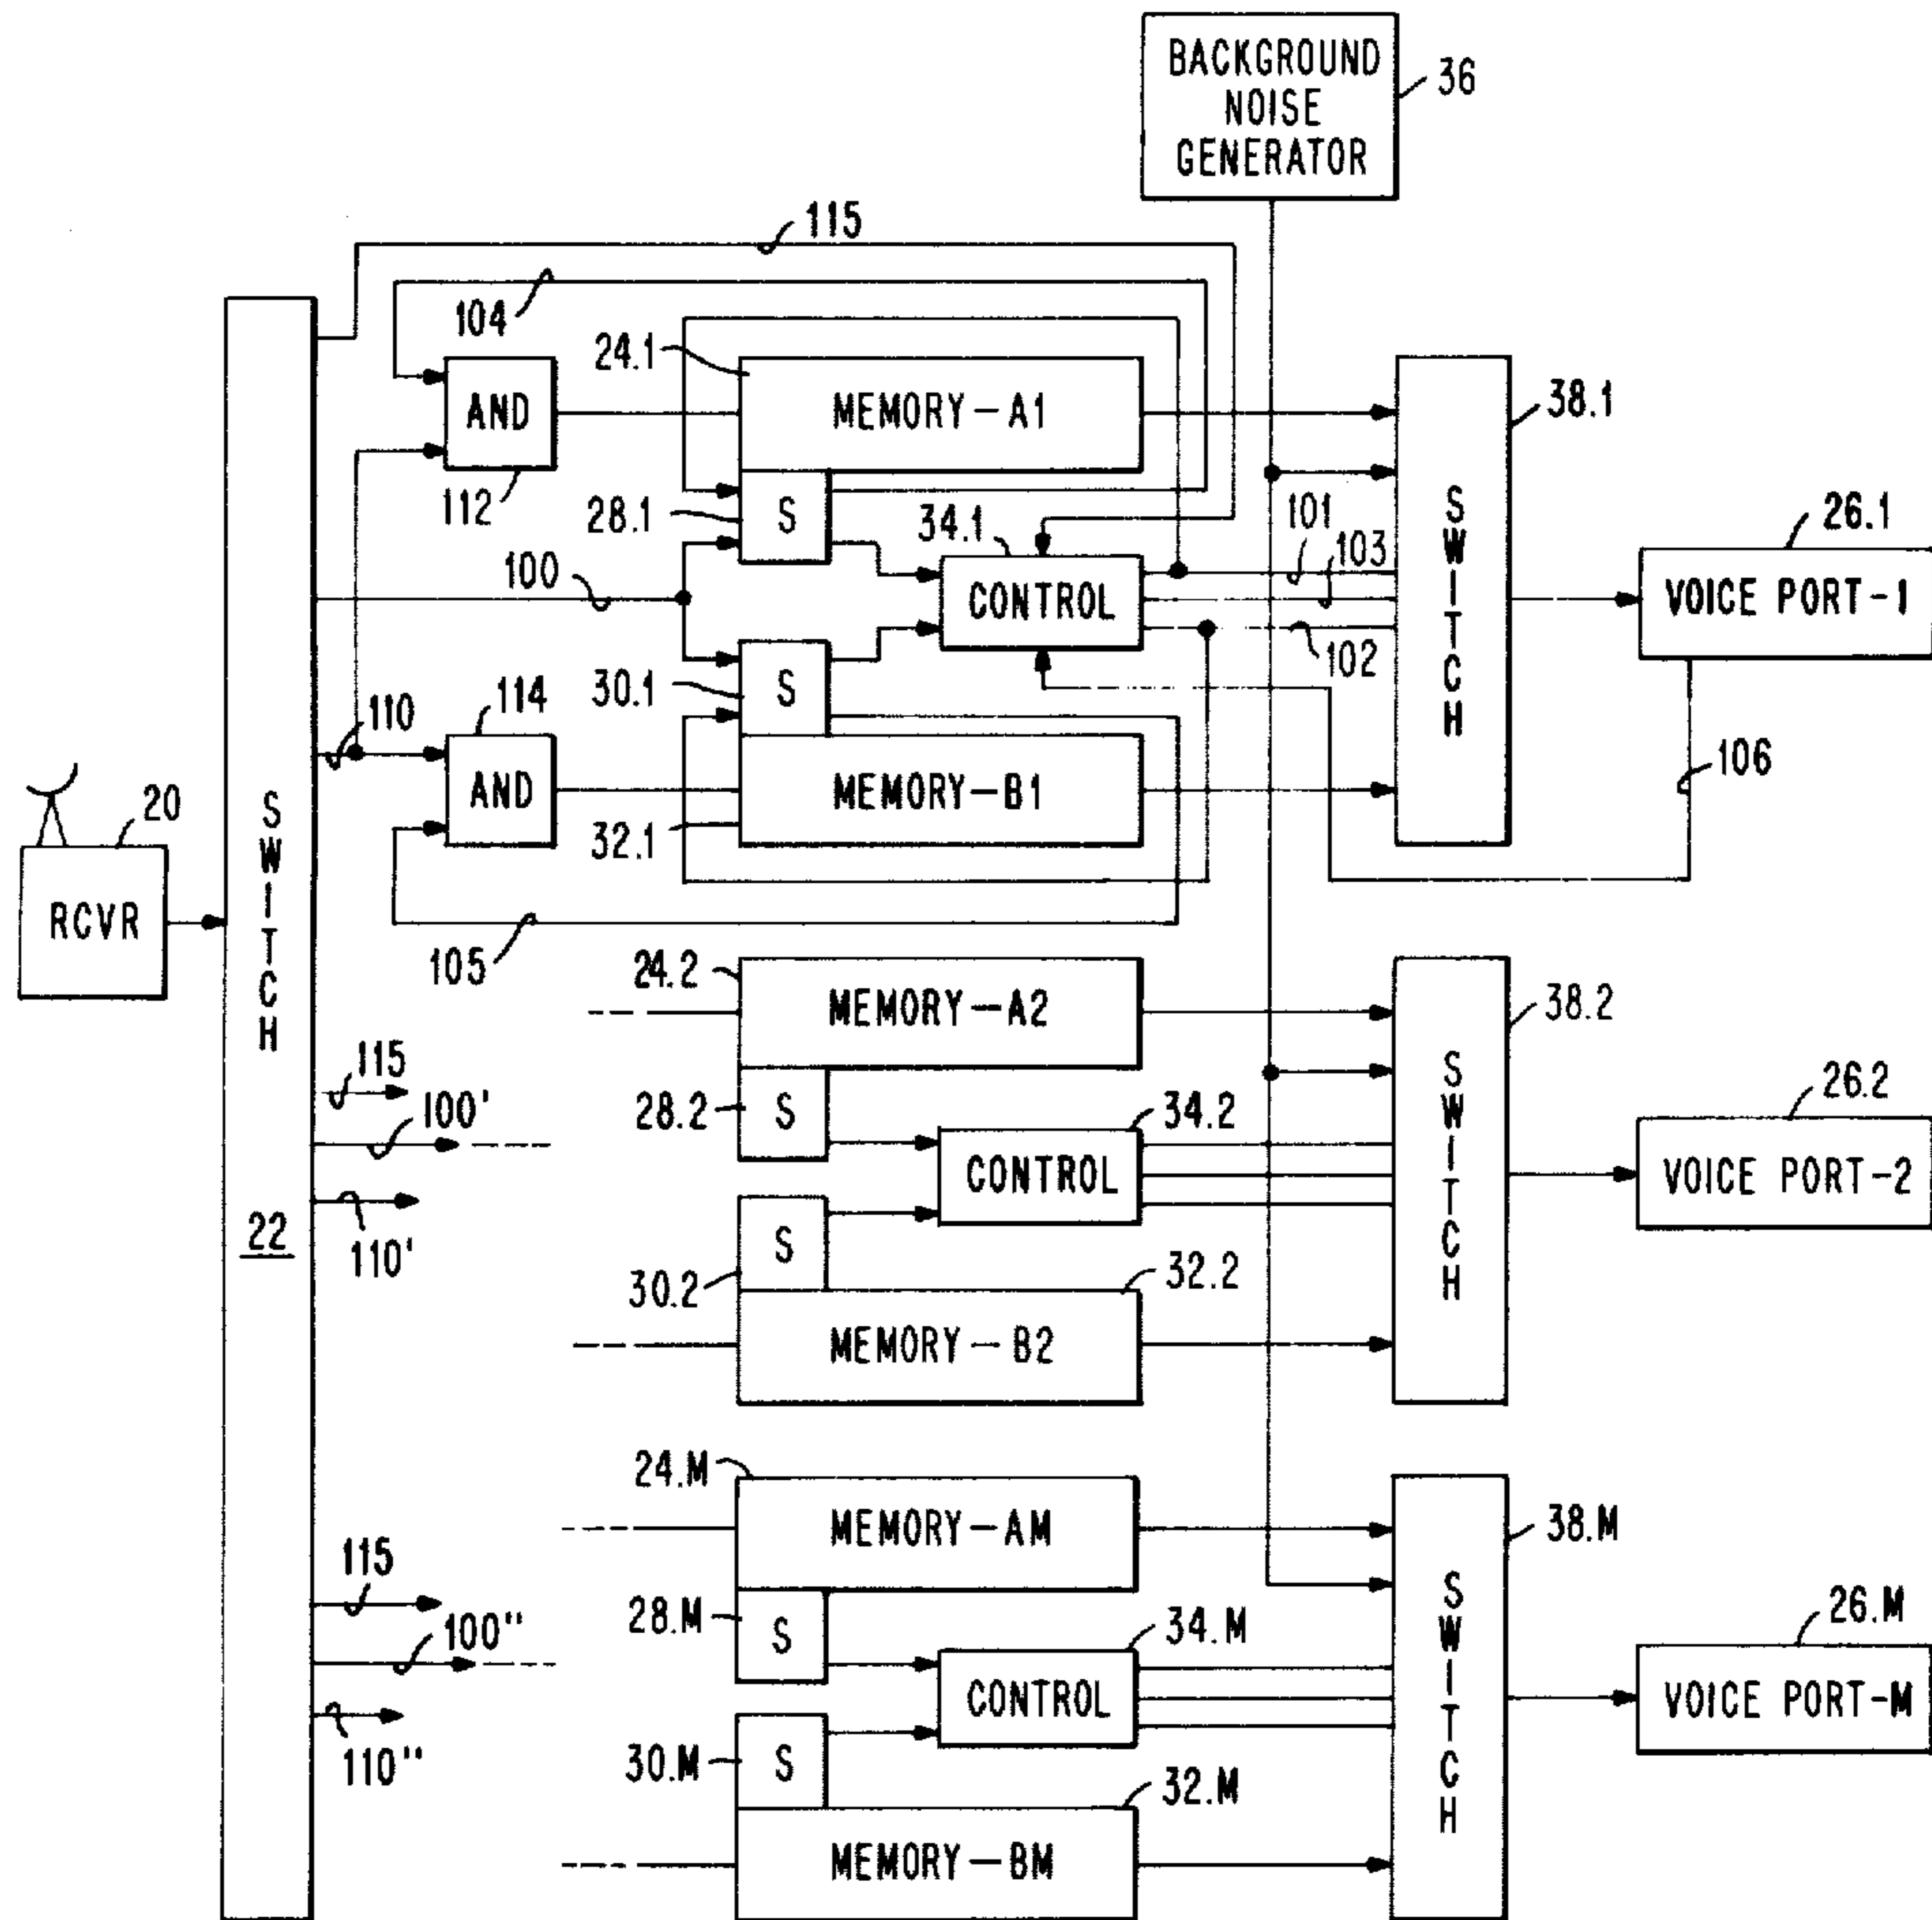 BACKGROUND
NOISE
GENERATOR
36
115
104
24.1
MEMORY-A1
38.1
AND
112
28.1
S
34.1
101
103
26.1
100
CONTROL
VOICE PORT-1
102
SWITCH
110
114
30.1
S
106
AND
MEMORY-B1
32.1
20
RCVR
SWITCH
22
105
24.2
MEMORY-A2
38.2
115
28.2
S
34.2
26.2
100'
CONTROL
VOICE PORT-2
SWITCH
110'
30.2
S
32.2
MEMORY-B2
24.M
MEMORY-AM
38.M
115
28.M
S
34.M
26.M
100"
CONTROL
VOICE PORT-M
SWITCH
110"
30.M
S
32.M
MEMORY-BM